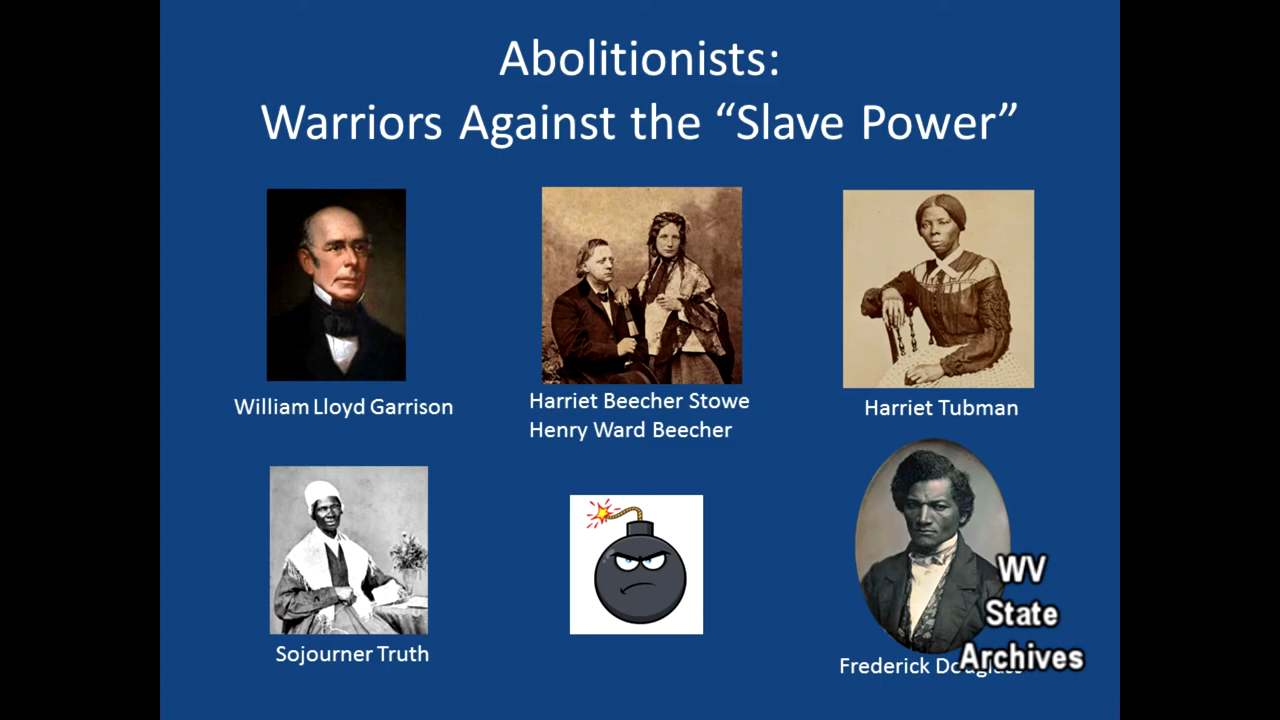 Abolitionists:
Warriors Against the “Slave Power”
William Lloyd Garrison
Harriet Beecher Stowe
Henry Ward Beecher
Harriet Tubman
Sojourner Truth
Frederick
WV
State
Archives